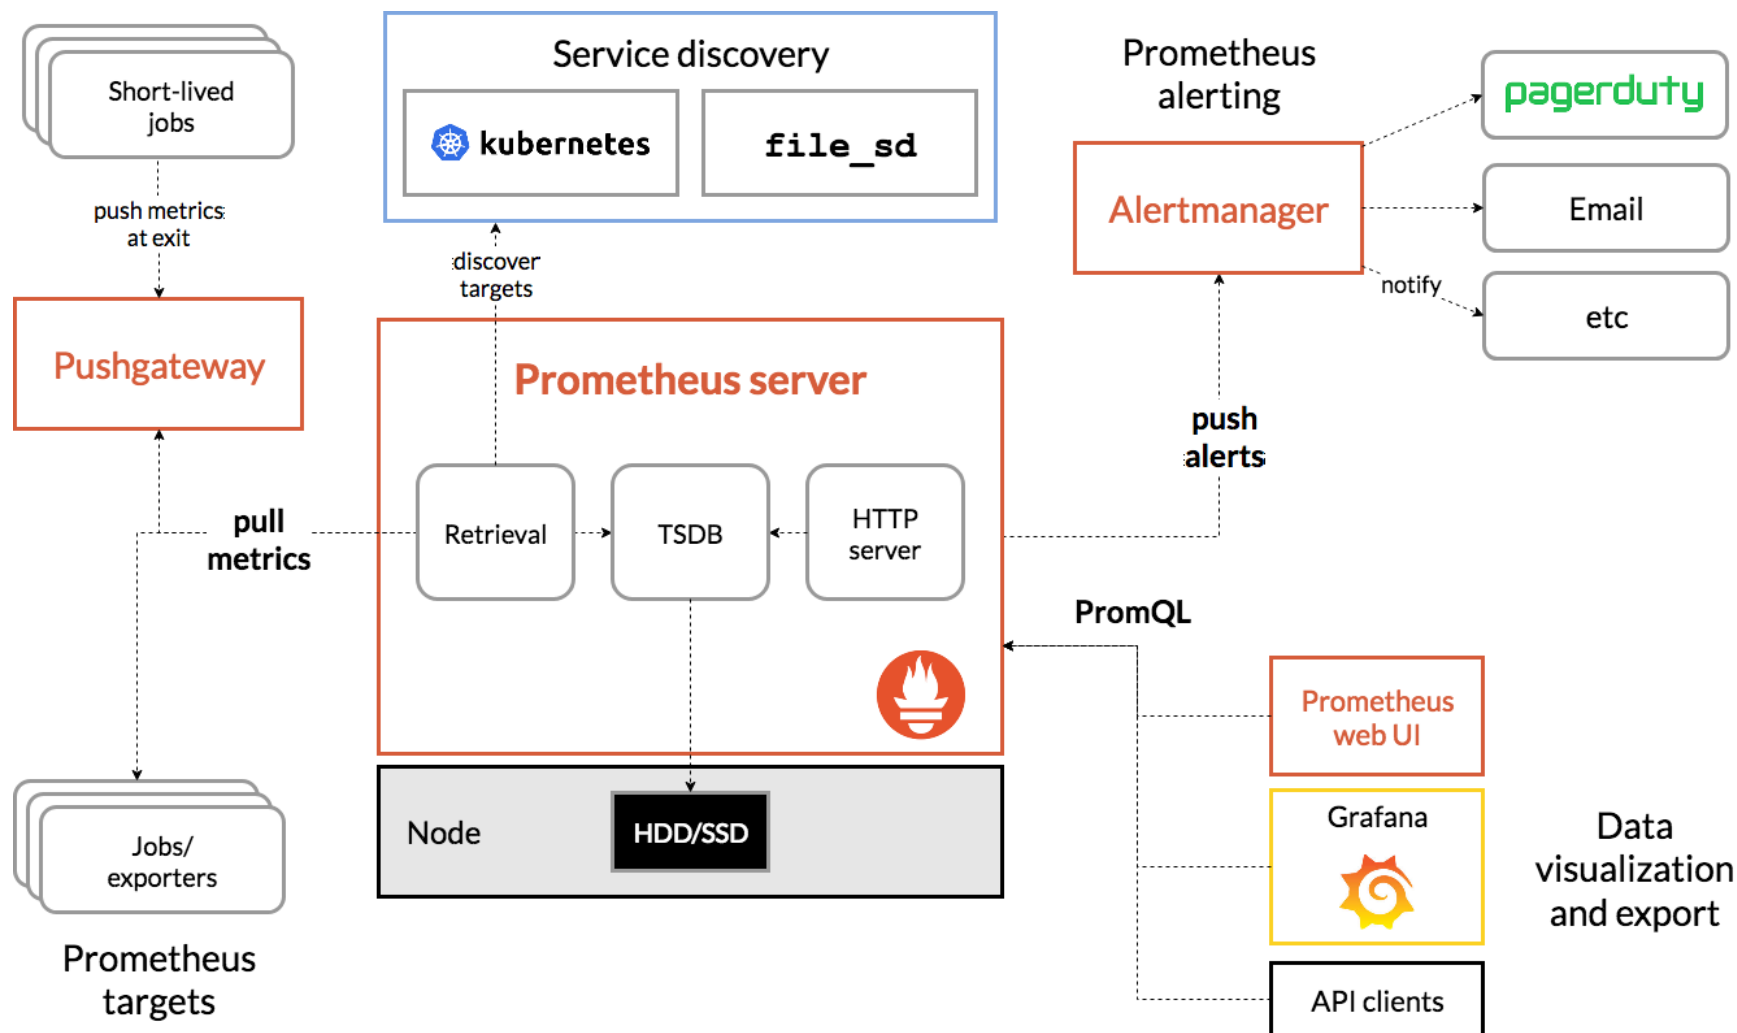 Short-lived
jobs
push metrics
at exit
Pushgateway
pull
metrics
Jobs/
exporters
Prometheus
targets
Service discovery
kubernetes
file_sd
discover
targets
Prometheus server
Retrieval
TSDB
HTTP
server
Node
HDD/SSD
Prometheus
alerting
Alertmanager
pagerduty
Email
notify
etc
push
alerts
PromQL
Prometheus
web UI
Grafana
API clients
Data
visualization
and export